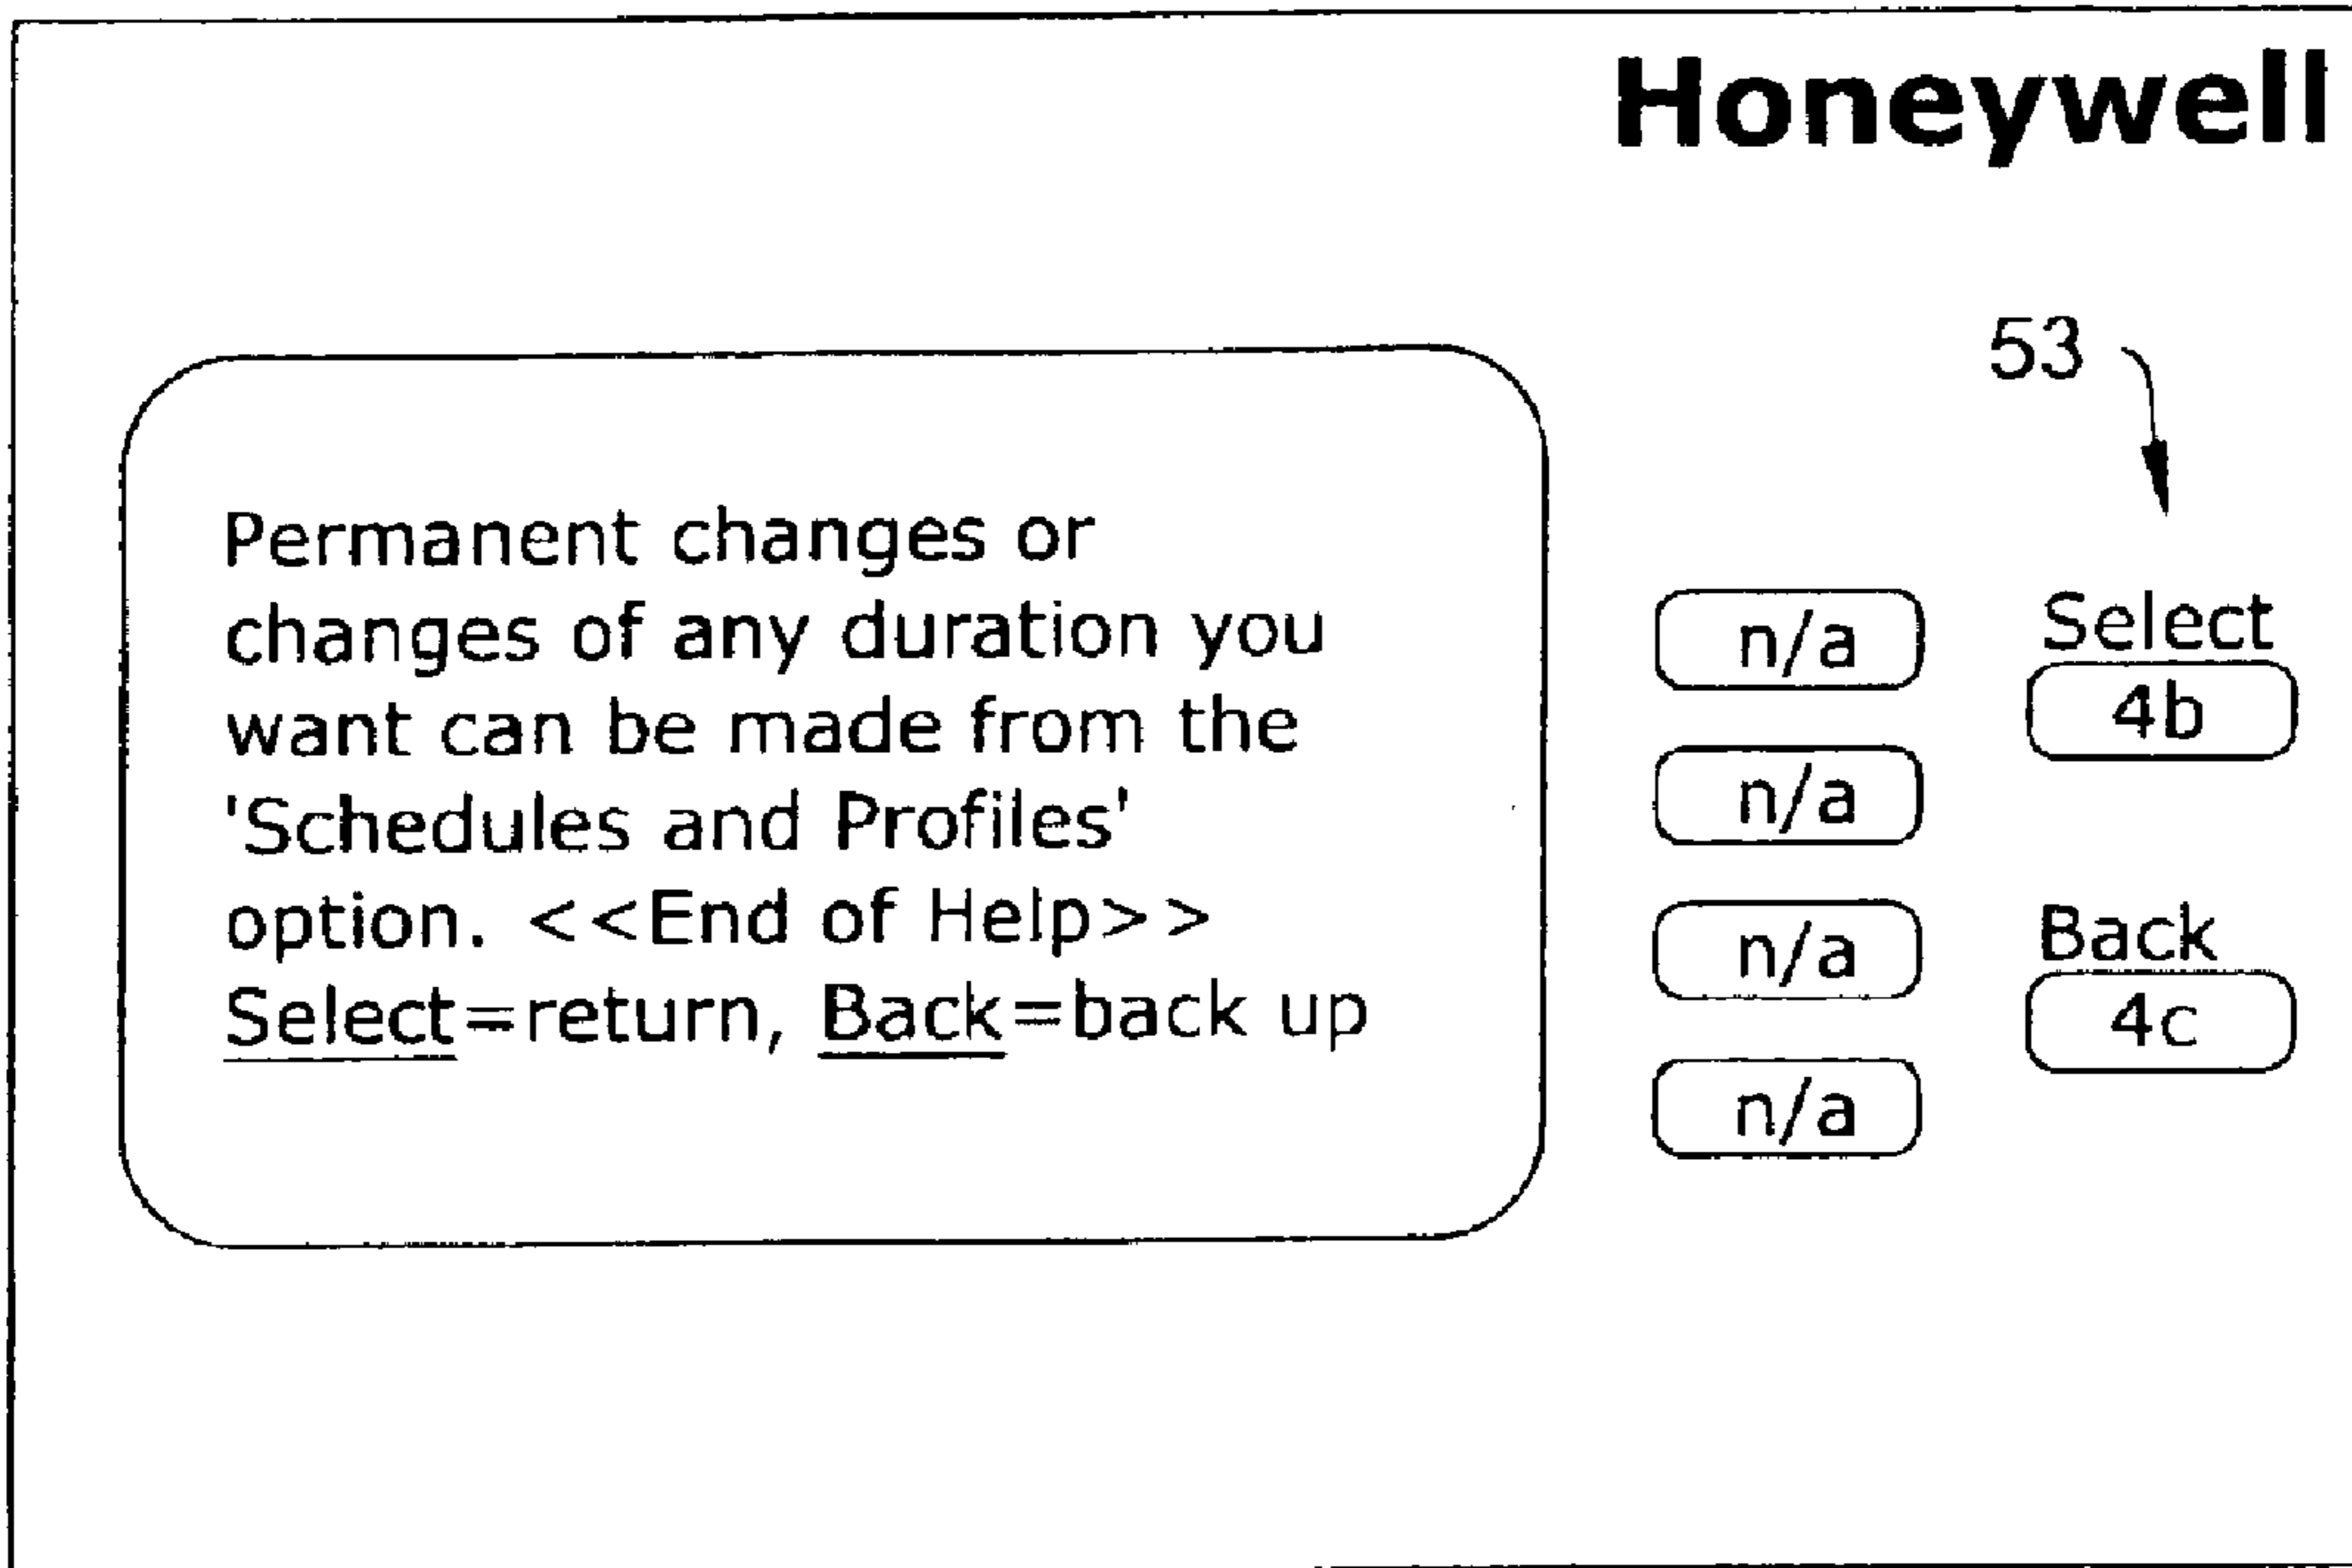 Honeywell
53
Permanent changes or
changes of any duration you
want can be made from the
'Schedules and Profiles'
option. <<End of Help>>
Select=return, Back=back up
n/a
n/a
n/a
n/a
Select
4b
Back
4c